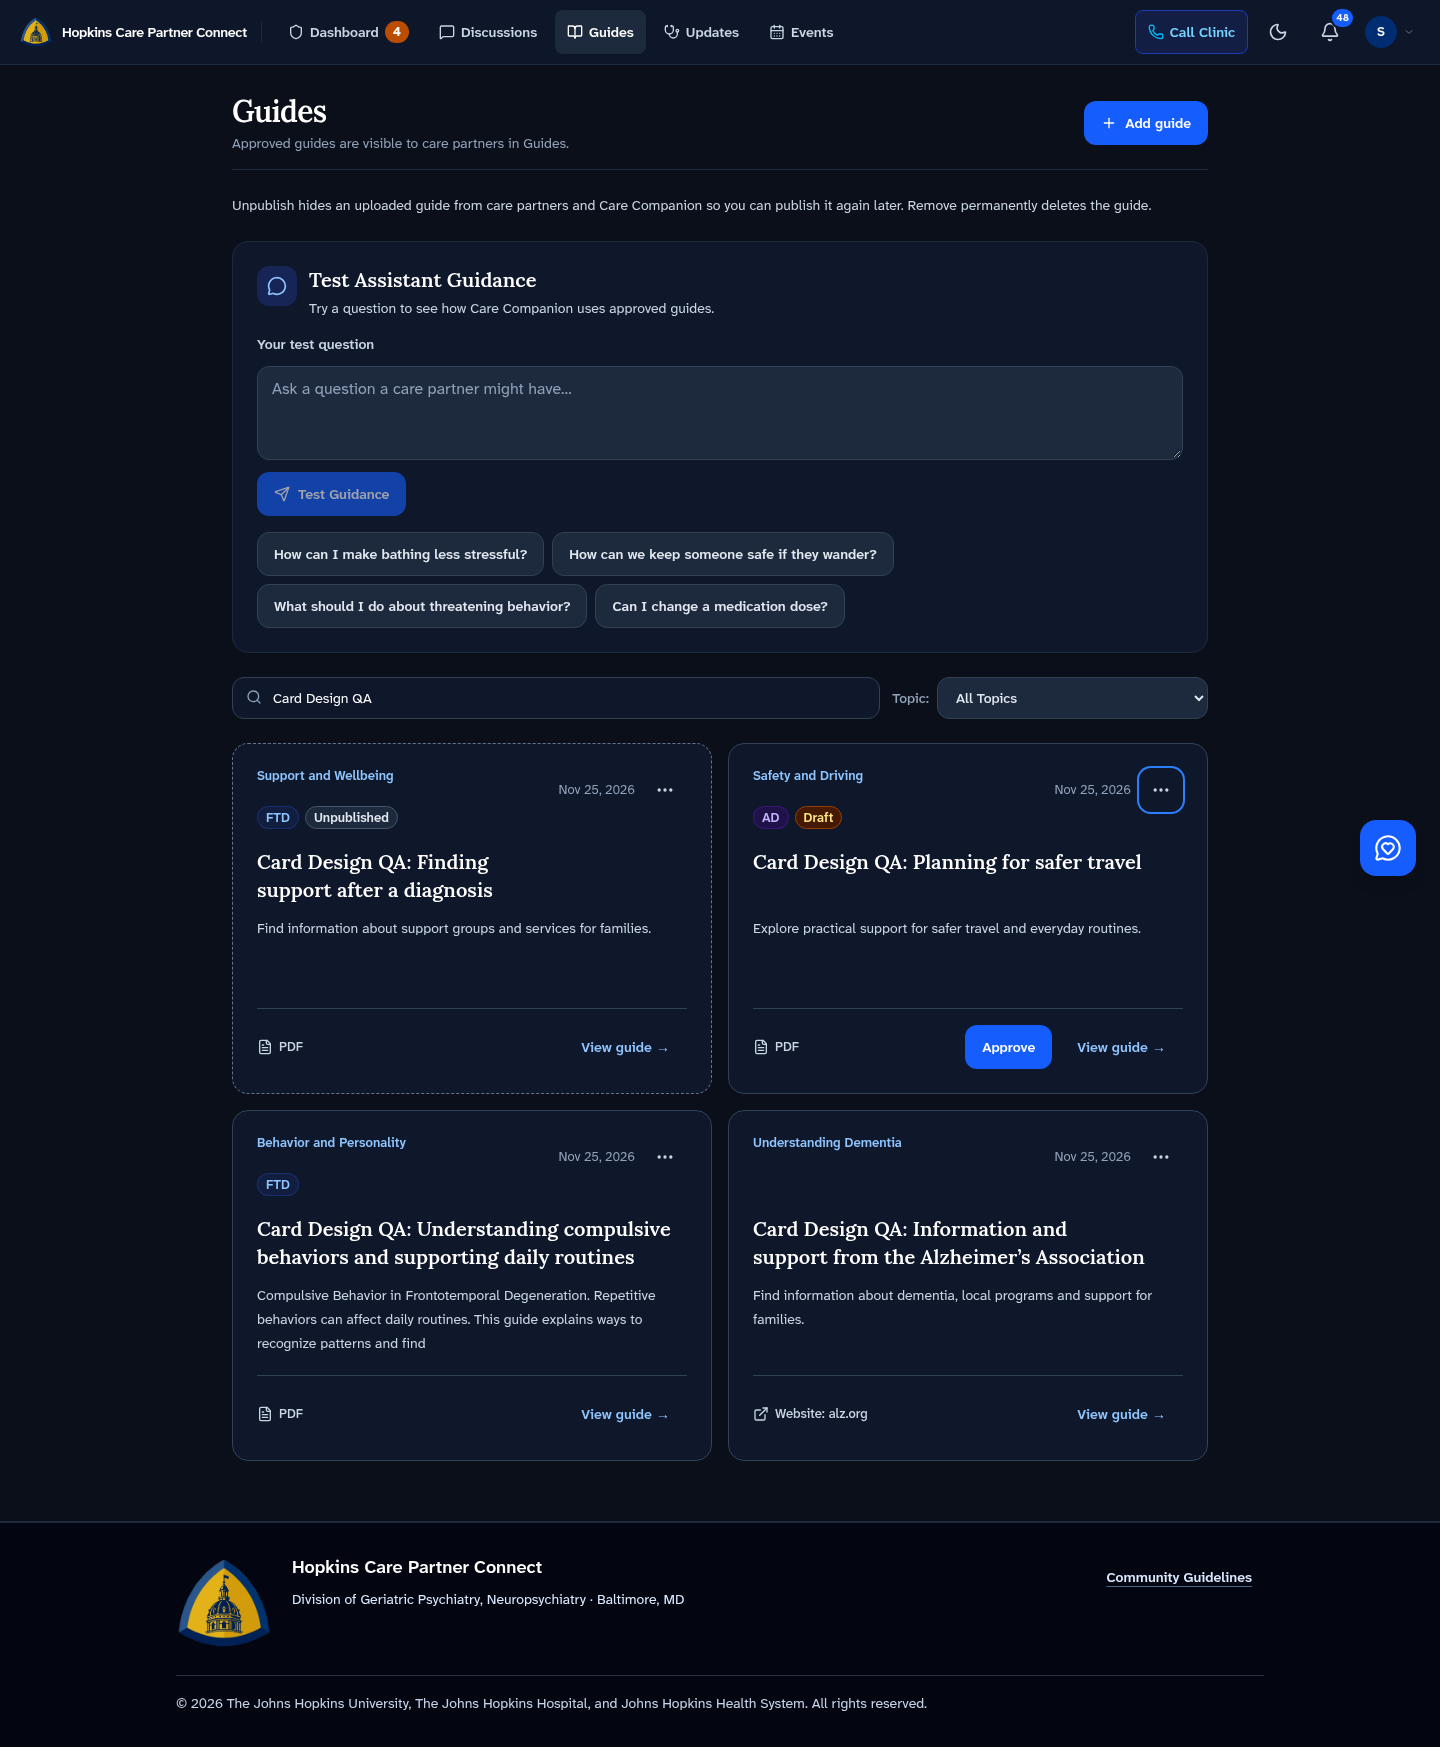 Hopkins Care Partner Connect
Dashboard 4
Discussions
Guides
Updates
Events
Call Clinic
48
S
Guides
Approved guides are visible to care partners in Guides.
Add guide
Unpublish hides an uploaded guide from care partners and Care Companion so you can publish it again later. Remove permanently deletes the guide.
Test Assistant Guidance
Try a question to see how Care Companion uses approved guides.
Your test question
Ask a question a care partner might have...
Test Guidance
How can I make bathing less stressful?
How can we keep someone safe if they wander?
What should I do about threatening behavior?
Can I change a medication dose?
Card Design QA
Topic:
All Topics
Support and Wellbeing
Nov 25, 2026
FTD
Unpublished
Card Design QA: Finding
support after a diagnosis
Find information about support groups and services for families.
PDF
View guide →
Safety and Driving
Nov 25, 2026
AD
Draft
Card Design QA: Planning for safer travel
Explore practical support for safer travel and everyday routines.
PDF
Approve
View guide →
Behavior and Personality
Nov 25, 2026
FTD
Card Design QA: Understanding compulsive
behaviors and supporting daily routines
Compulsive Behavior in Frontotemporal Degeneration. Repetitive
behaviors can affect daily routines. This guide explains ways to
recognize patterns and find
PDF
View guide →
Understanding Dementia
Nov 25, 2026
Card Design QA: Information and
support from the Alzheimer’s Association
Find information about dementia, local programs and support for
families.
Website: alz.org
View guide →
Hopkins Care Partner Connect
Division of Geriatric Psychiatry, Neuropsychiatry · Baltimore, MD
Community Guidelines
© 2026 The Johns Hopkins University, The Johns Hopkins Hospital, and Johns Hopkins Health System. All rights reserved.